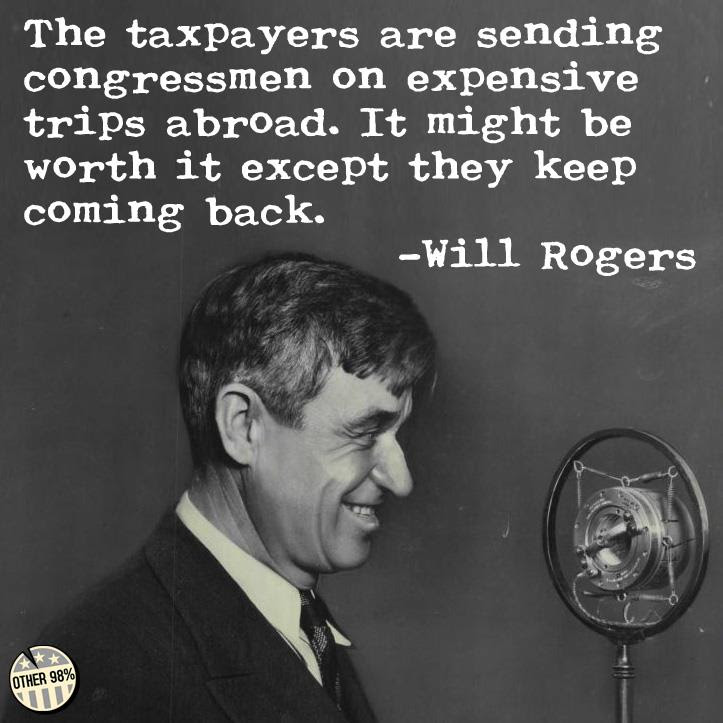 The taxpayers are sending
congressmen on expensive
trips abroad. It might be
worth it except they keep
coming back.
-Will Rogers
OTHER 98%